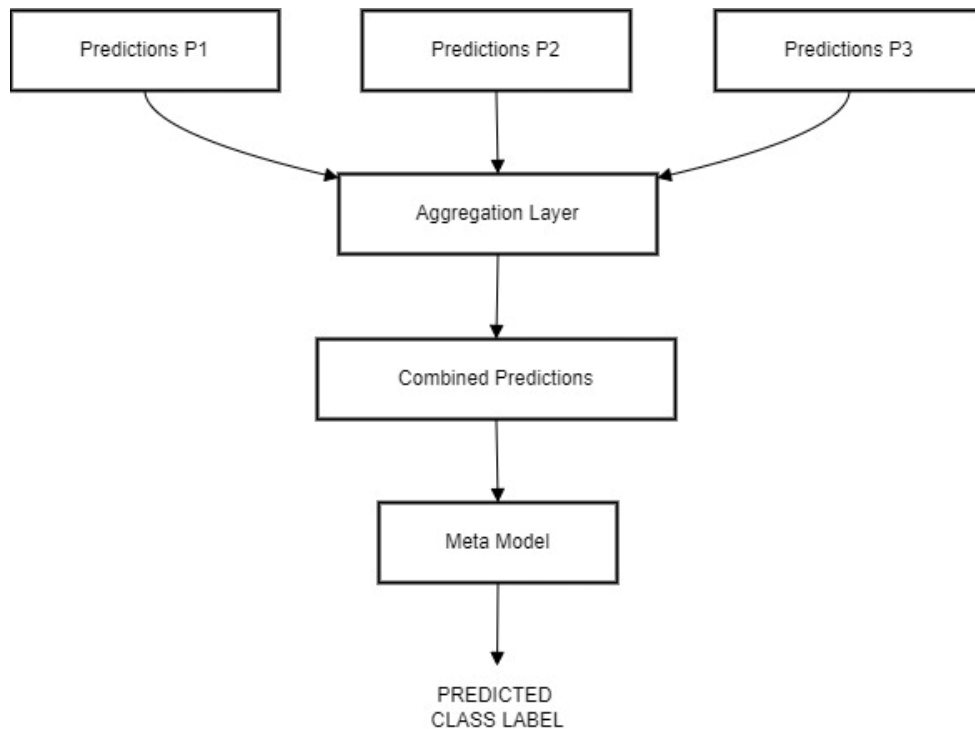 Predictions P1
Predictions P2
Predictions P3
Aggregation Layer
Combined Predictions
Meta Model
PREDICTED
CLASS LABEL